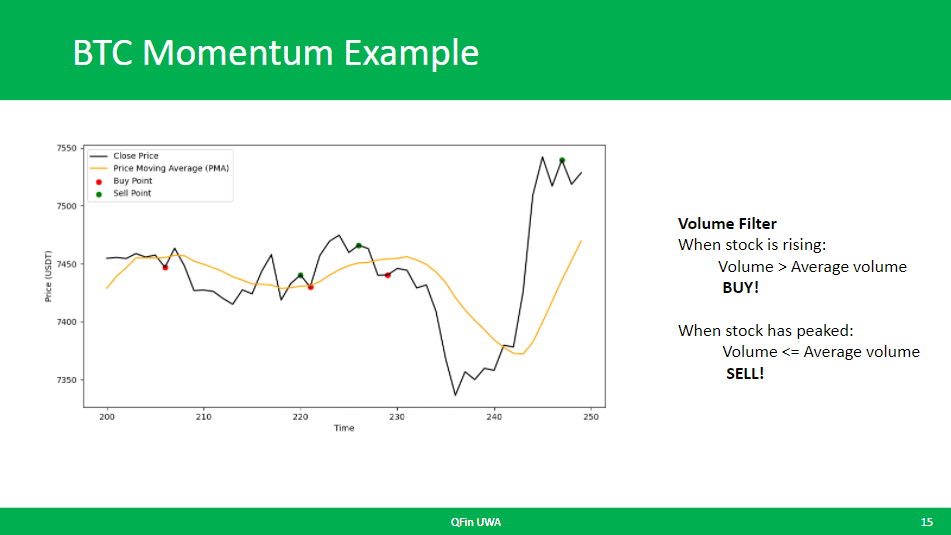 BTC Momentum Example
7550
7500
7450
7400
7350
Price (USDT)
Close Price
Price Moving Average (PMA)
Buy Point
Sell Point
200
210
220
230
240
250
Time
Volume Filter
When stock is rising:
Volume > Average volume
BUY!
When stock has peaked:
Volume <= Average volume
SELL!
QFin UWA
15